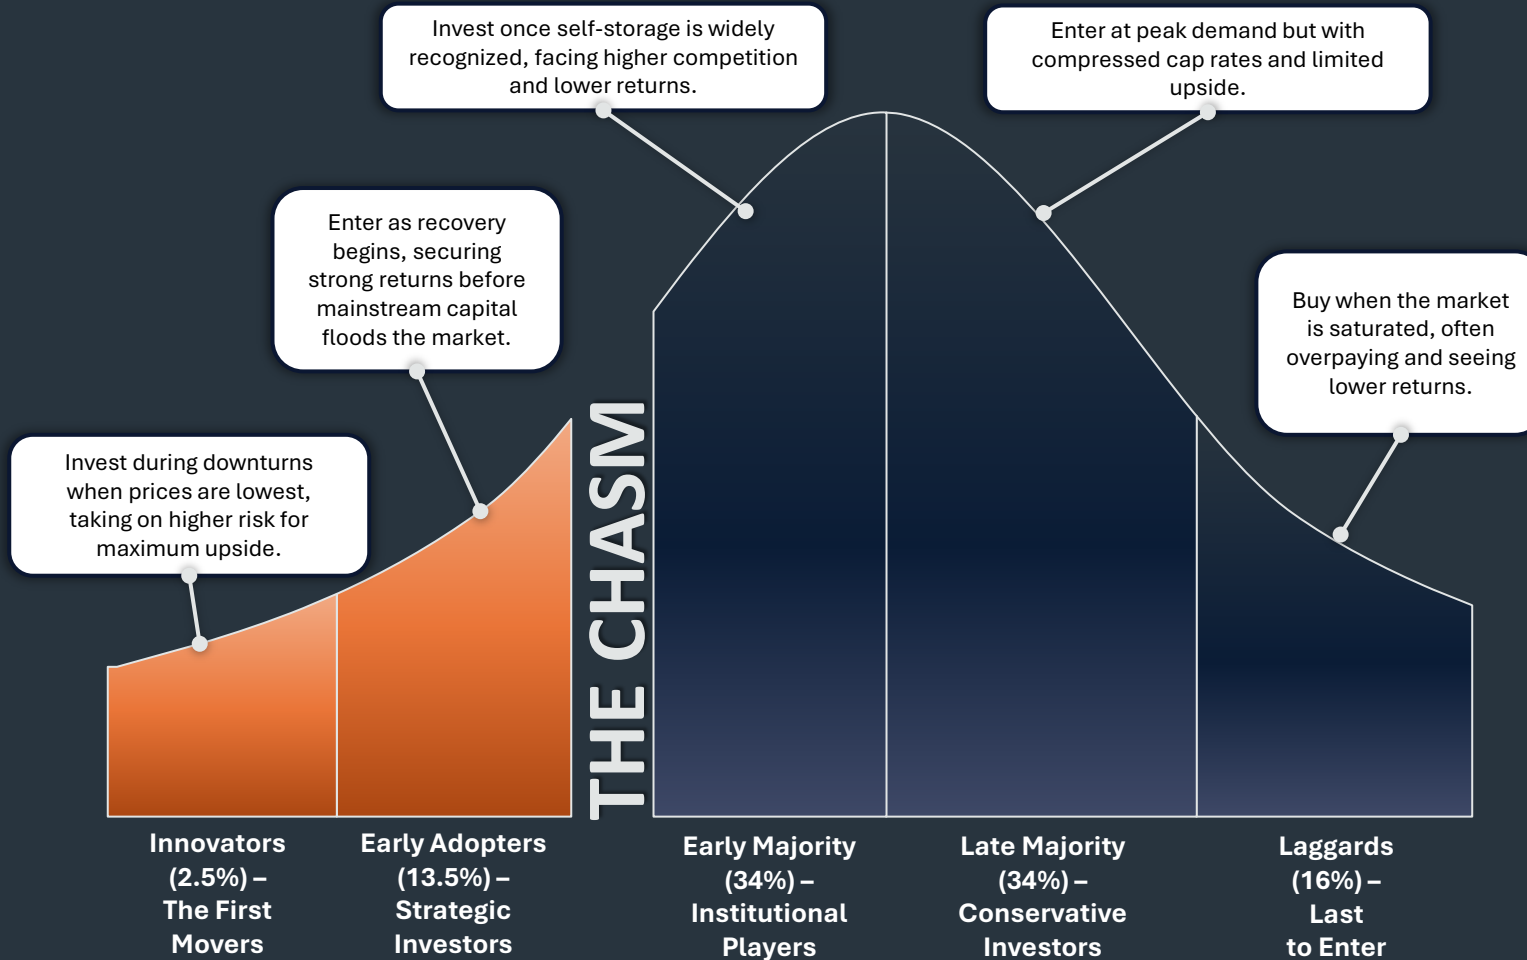 Invest once self-storage is widely
recognized, facing higher competition
and lower returns.
Enter at peak demand but with
compressed cap rates and limited
upside.
Enter as recovery
begins, securing
strong returns before
mainstream capital
floods the market.
Buy when the market
is saturated, often
overpaying and seeing
lower returns.
Invest during downturns
when prices are lowest,
taking on higher risk for
maximum upside.
THE CHASM
Innovators
(2.5%) –
The First
Movers
Early Adopters
(13.5%) –
Strategic
Investors
Early Majority
(34%) –
Institutional
Players
Late Majority
(34%) –
Conservative
Investors
Laggards
(16%) –
Last
to Enter